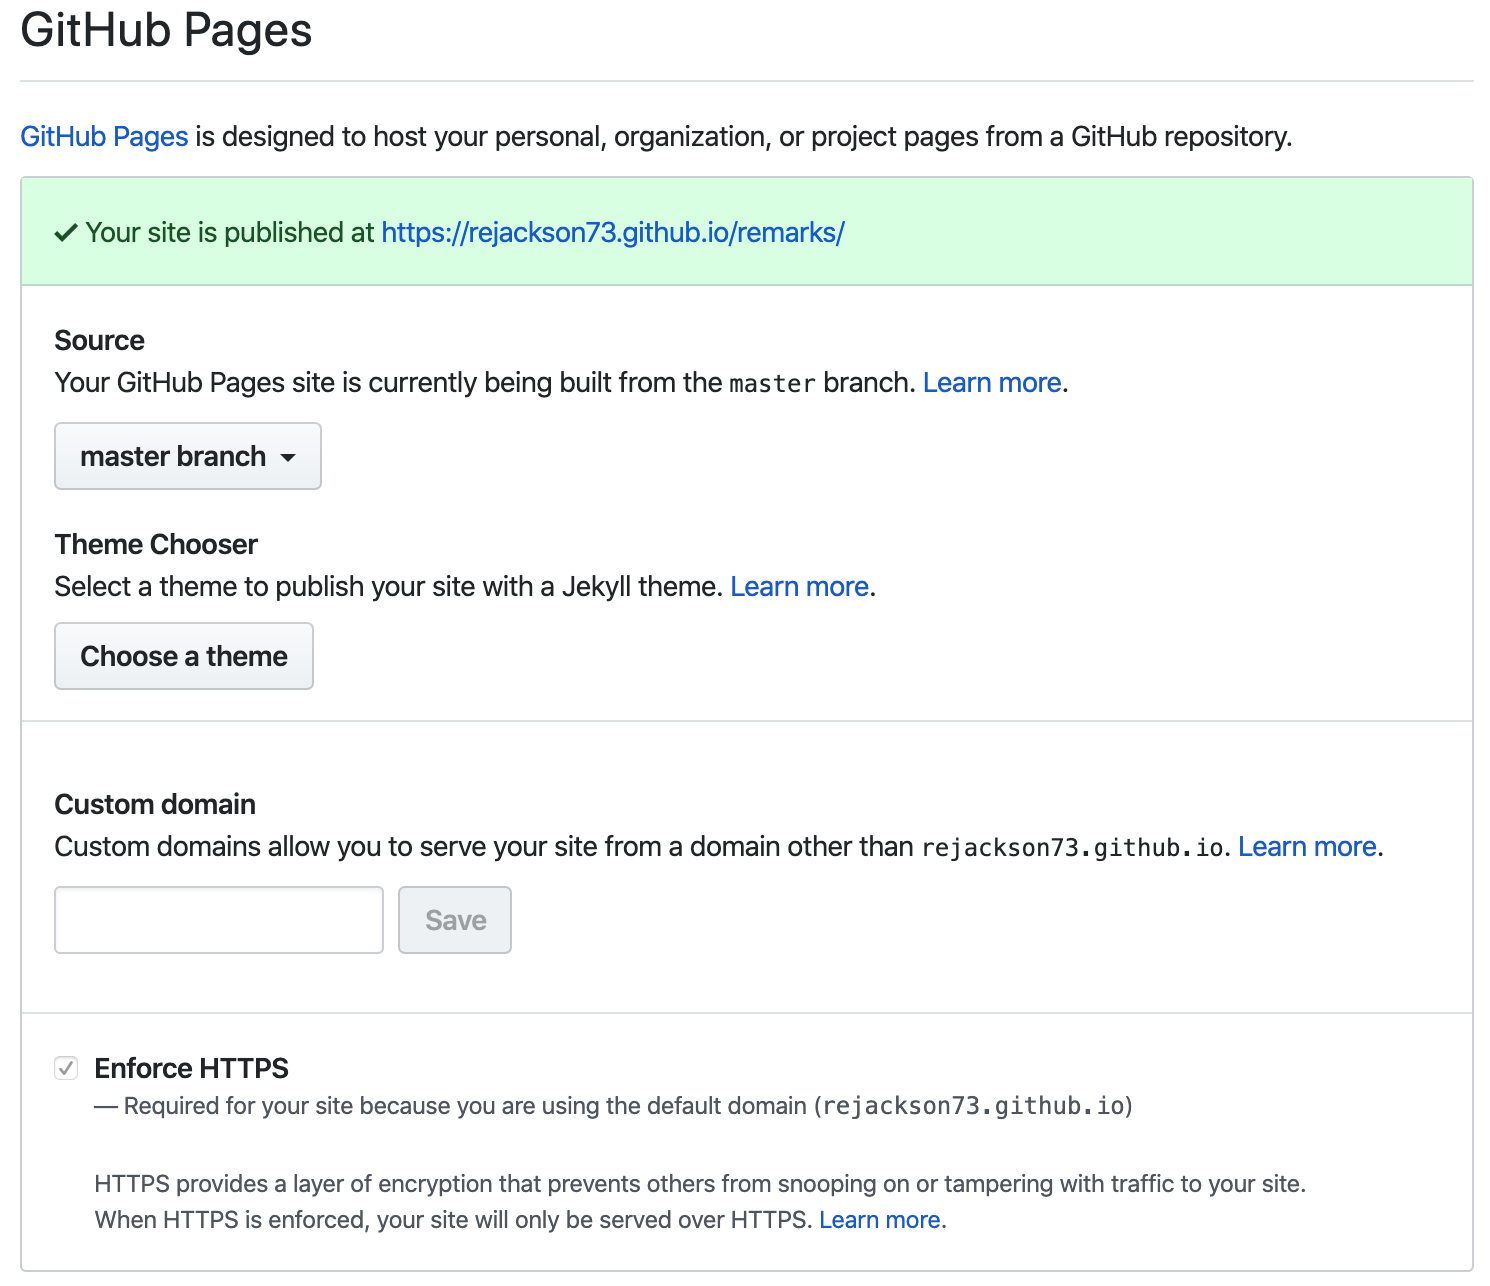 GitHub Pages
GitHub Pages is designed to host your personal, organization, or project pages from a GitHub repository.
Your site is published at https://rejackson73.github.io/remarks/
Source
Your GitHub Pages site is currently being built from the master branch. Learn more.
master branch
Theme Chooser
Select a theme to publish your site with a Jekyll theme. Learn more.
Choose a theme
Custom domain
Custom domains allow you to serve your site from a domain other than rejackson73.github.io. Learn more.
Save
Enforce HTTPS
— Required for your site because you are using the default domain (rejackson73.github.io)
HTTPS provides a layer of encryption that prevents others from snooping on or tampering with traffic to your site.
When HTTPS is enforced, your site will only be served over HTTPS. Learn more.